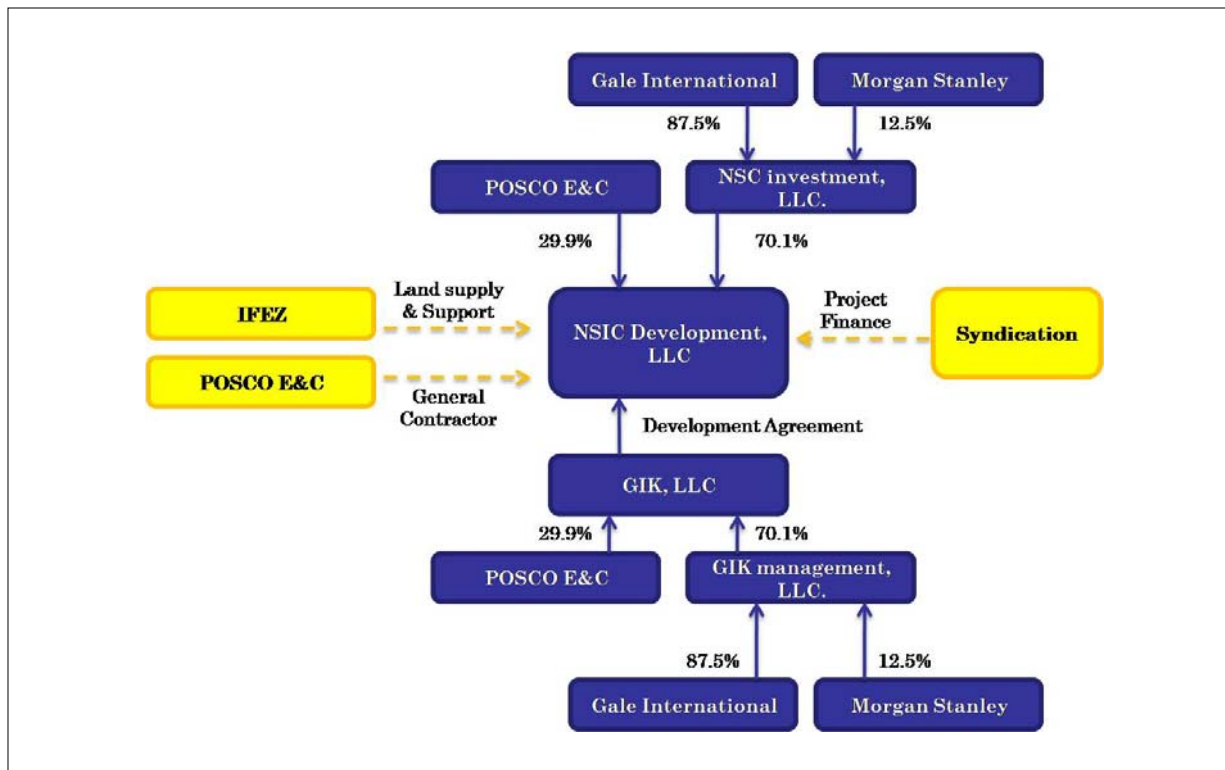 Gale International
Morgan Stanley
87.5%
12.5%
POSCO E&C
NSC investment,
LLC.
29.9%
70.1%
IFEZ
Land supply
& Support
NSIC Development,
LLC
Project
Finance
Syndication
POSCO E&C
General
Contractor
Development Agreement
GIK, LLC
29.9%
70.1%
POSCO E&C
GIK management,
LLC.
87.5%
12.5%
Gale International
Morgan Stanley